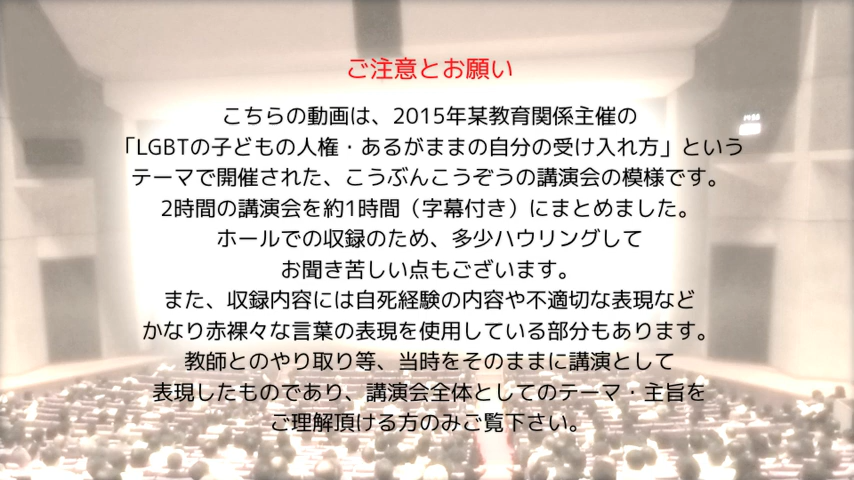 ご注意とお願い
こちらの動画は、2015年某教育関係主催の
「LGBTの子どもの人権・あるがままの自分の受け入れ方」という
テーマで開催された、こうぶんこうぞうの講演会の模様です。
2時間の講演会を約1時間（字幕付き）にまとめました。
ホールでの収録のため、多少ハウリングして
お聞き苦しい点もございます。
また、収録内容には自死経験の内容や不適切な表現など
かなり赤裸々な言葉の表現を使用している部分もあります。
教師とのやり取り等、当時をそのままに講演として
表現したものであり、講演会全体としてのテーマ・主旨を
ご理解頂ける方のみご覧下さい。